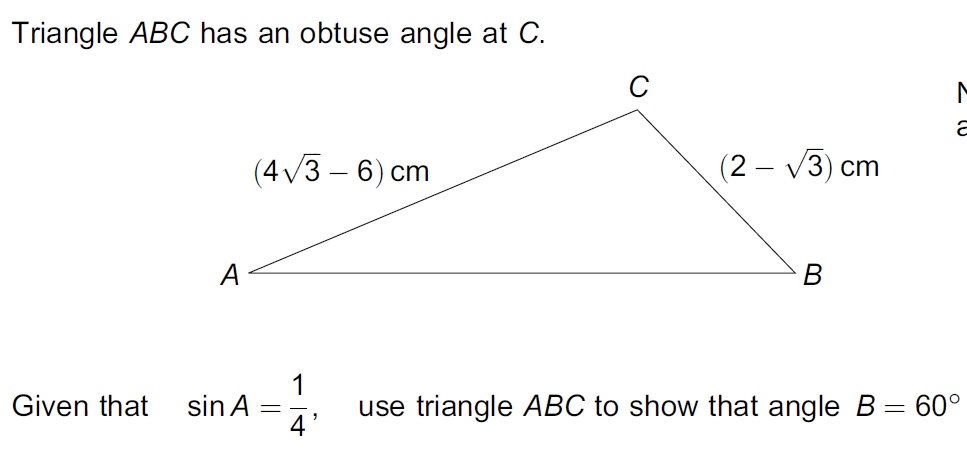 Triangle ABC has an obtuse angle at C.
C
(4√3 – 6) cm
(2 – √3) cm
A
B
Given that sin A = 1/4, use triangle ABC to show that angle B = 60°